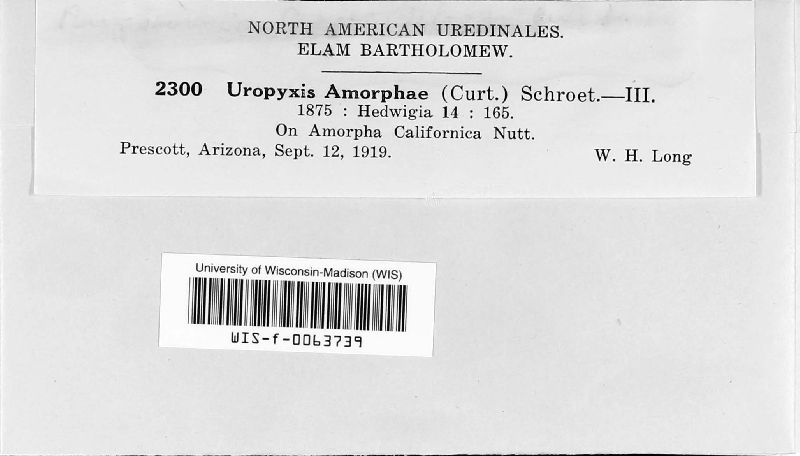 NORTH AMERICAN UREDINALES.
ELAM BARTHOLOMEW.
2300 Uropyxis Amorphae (Curt.) Schroet.—III.
1875 : Hedwigia 14 : 165.
On Amorpha Californica Nutt.
Prescott, Arizona, Sept. 12, 1919. W. H. Long
University of Wisconsin-Madison (WIS)
WIS-f-0063739